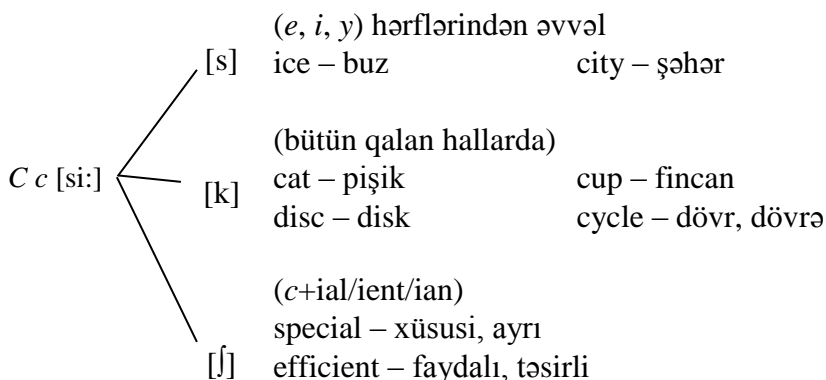 (e, i, y) hərflərindən əvvəl
[s] ice – buz city – şəhər
(bütün qalan hallarda)
C c [si:] [k] cat – pişik cup – fincan
disc – disk cycle – dövr, dövrə
(c+ial/ient/ian)
special – xüsusi, ayrı
[ʃ] efficient – faydalı, təsirli